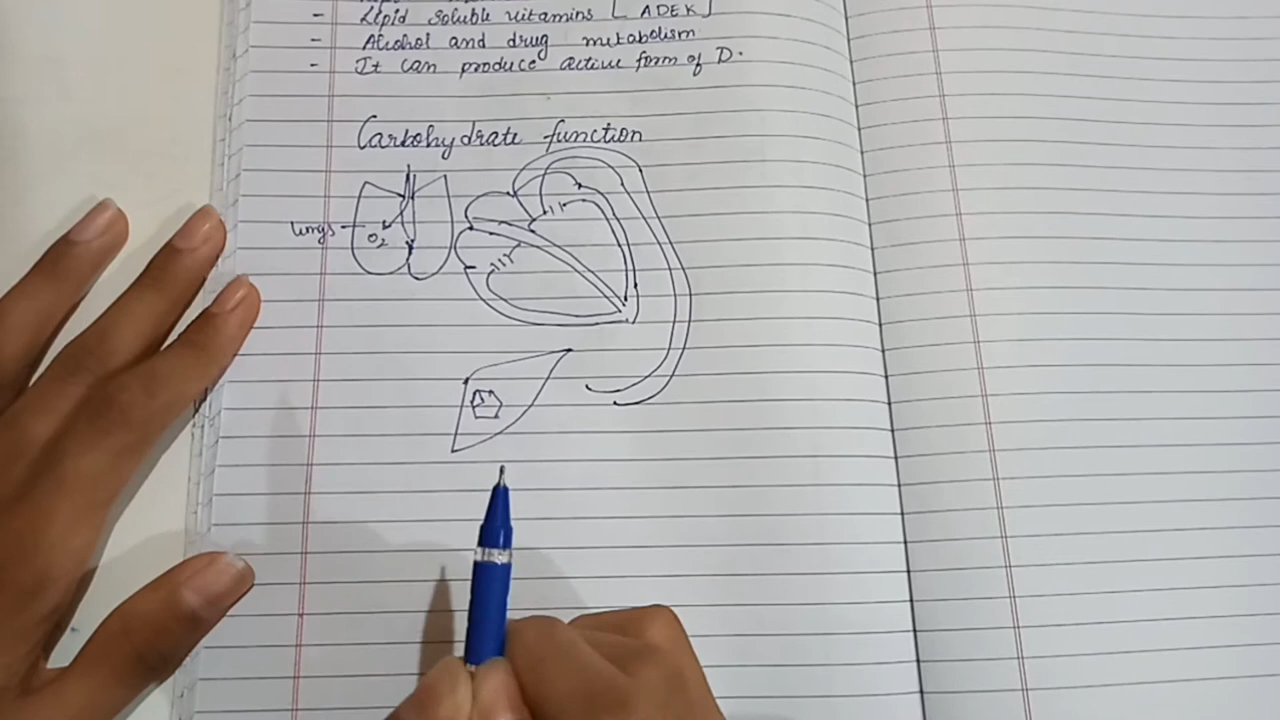 - Lipid soluble vitamins [ADEK]
- Alcohol and drug metabolism
- It can produce active form of D.
Carbohydrate function
lungs
O2